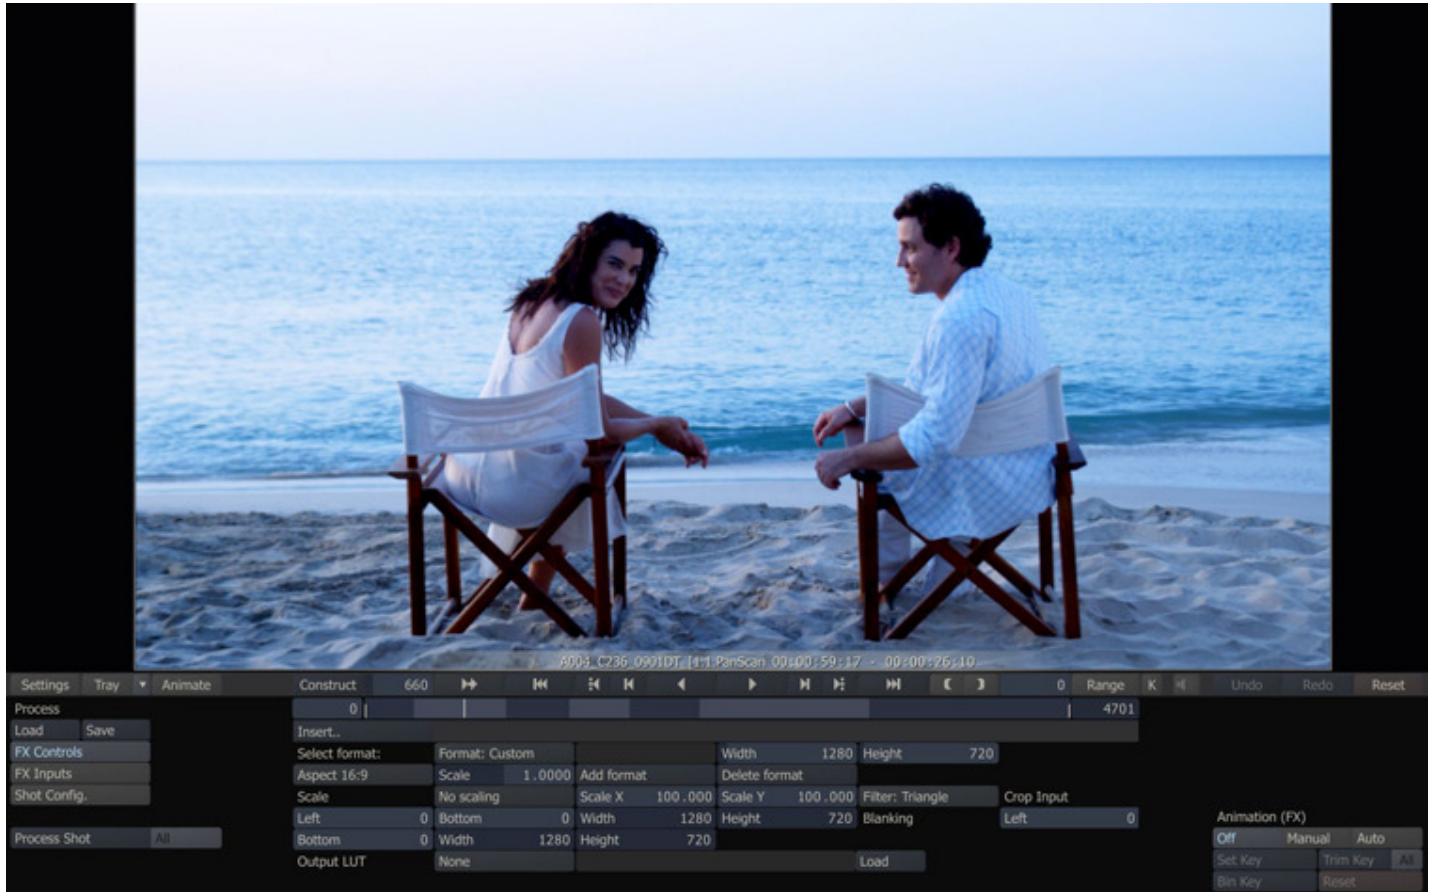 A004_C236_0901DT [1:1 PanScan 00:00:59:17 - 00:00:26:10
Settings Tray Animate Construct 660 0 Range K Undo Redo Reset
Process 0 4701
Load Save Insert..
FX Controls Select format: Format: Custom Width 1280 Height 720
FX Inputs Aspect 16:9 Scale 1.0000 Add format Delete format
Shot Config. Scale No scaling Scale X 100.000 Scale Y 100.000 Filter: Triangle Crop Input
Left 0 Bottom 0 Width 1280 Height 720 Blanking Left 0 Animation (FX)
Process Shot All Bottom 0 Width 1280 Height 720 Off Manual Auto
Output LUT None Load Set Key Trim Key All
Bin Key Reset